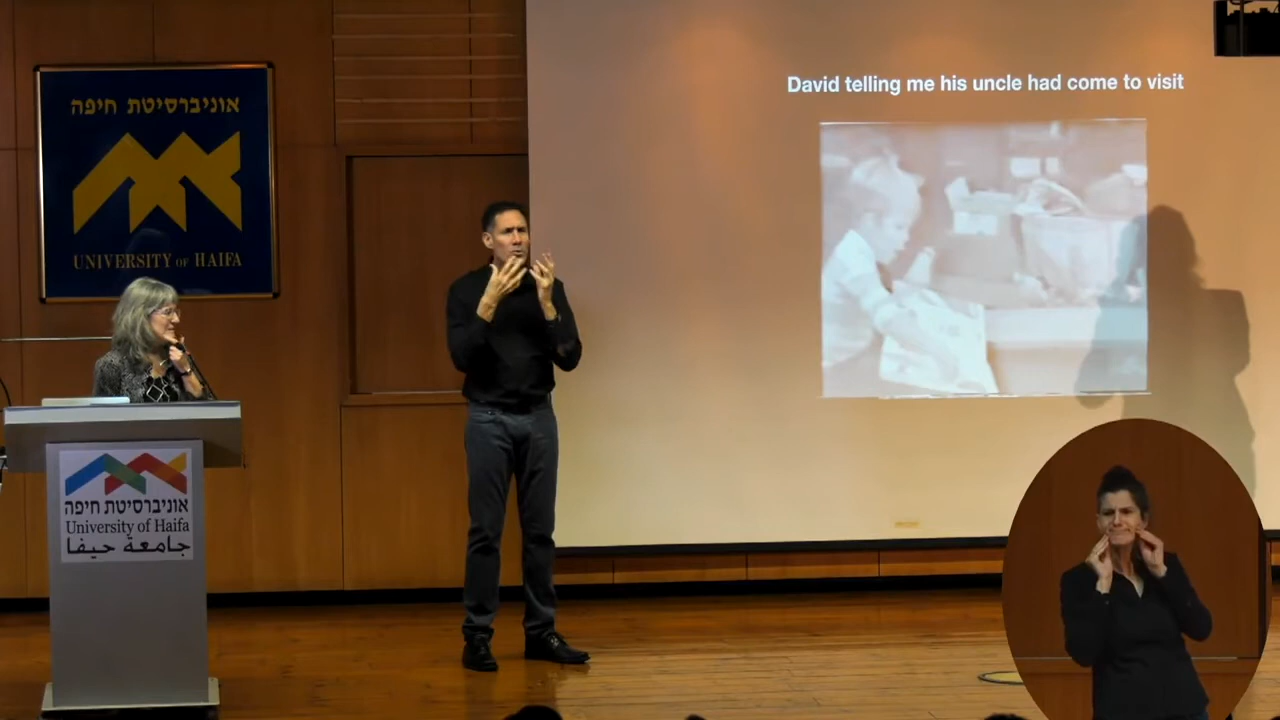 אוניברסיטת חיפה
UNIVERSITY OF HAIFA
David telling me his uncle had come to visit
אוניברסיטת חיפה
University of Haifa
جامعة حيفا